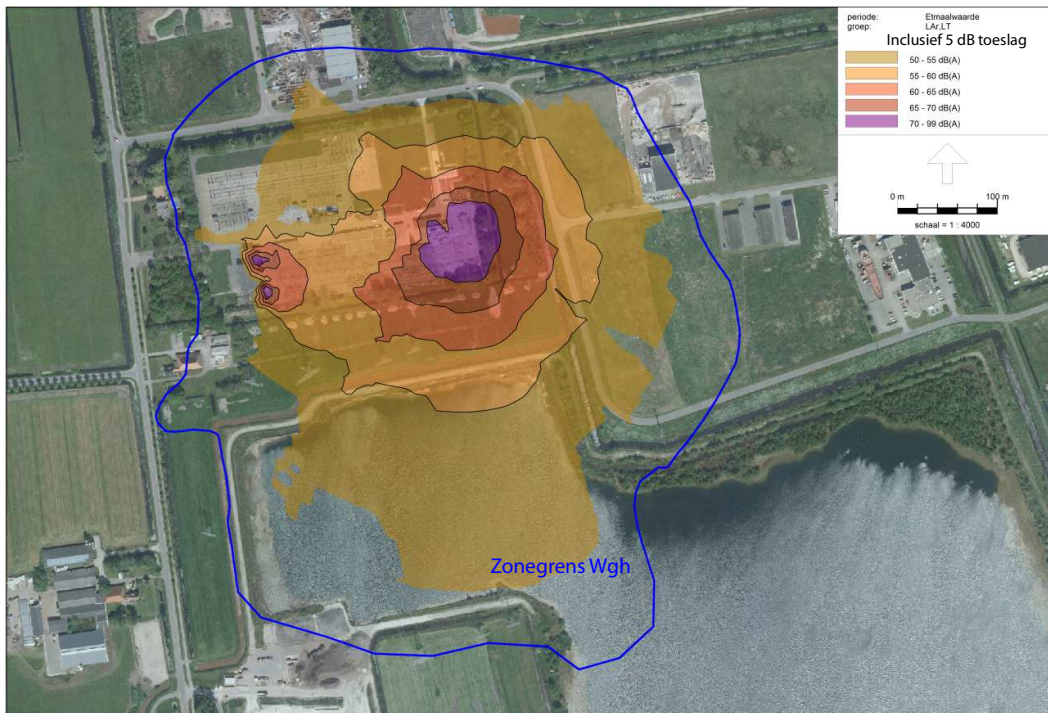 periode: Etmaalwaarde
groep: LAr,LT
Inclusief 5 dB toeslag
50 - 55 dB(A)
55 - 60 dB(A)
60 - 65 dB(A)
65 - 70 dB(A)
70 - 99 dB(A)
0 m 100 m
schaal = 1 : 4000
Zonegrens Wgh